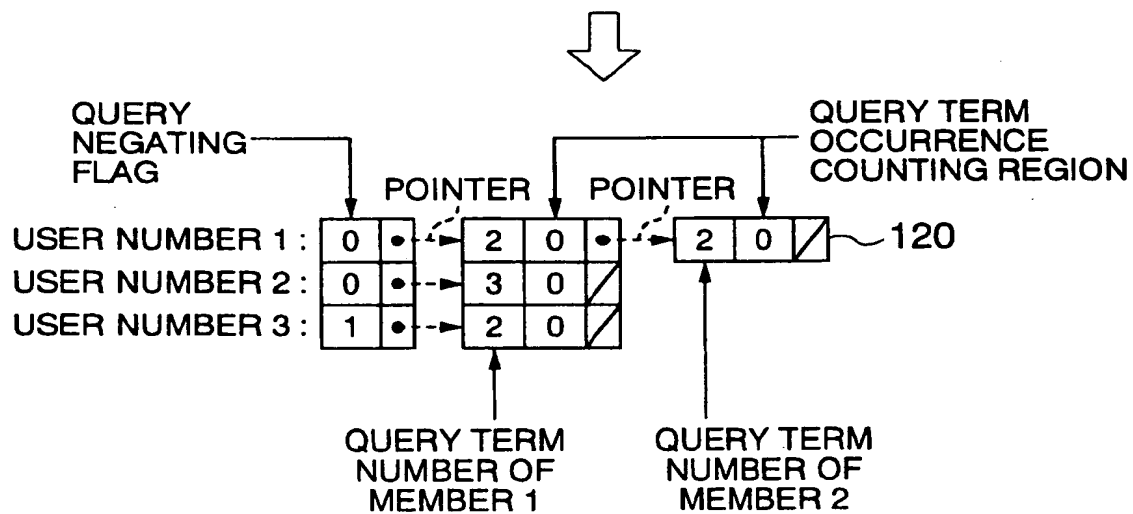 QUERY
NEGATING
FLAG
QUERY TERM
OCCURRENCE
COUNTING REGION
POINTER POINTER
USER NUMBER 1 : 0 2 0 2 0 120
USER NUMBER 2 : 0 3 0
USER NUMBER 3 : 1 2 0
QUERY TERM
NUMBER OF
MEMBER 1
QUERY TERM
NUMBER OF
MEMBER 2